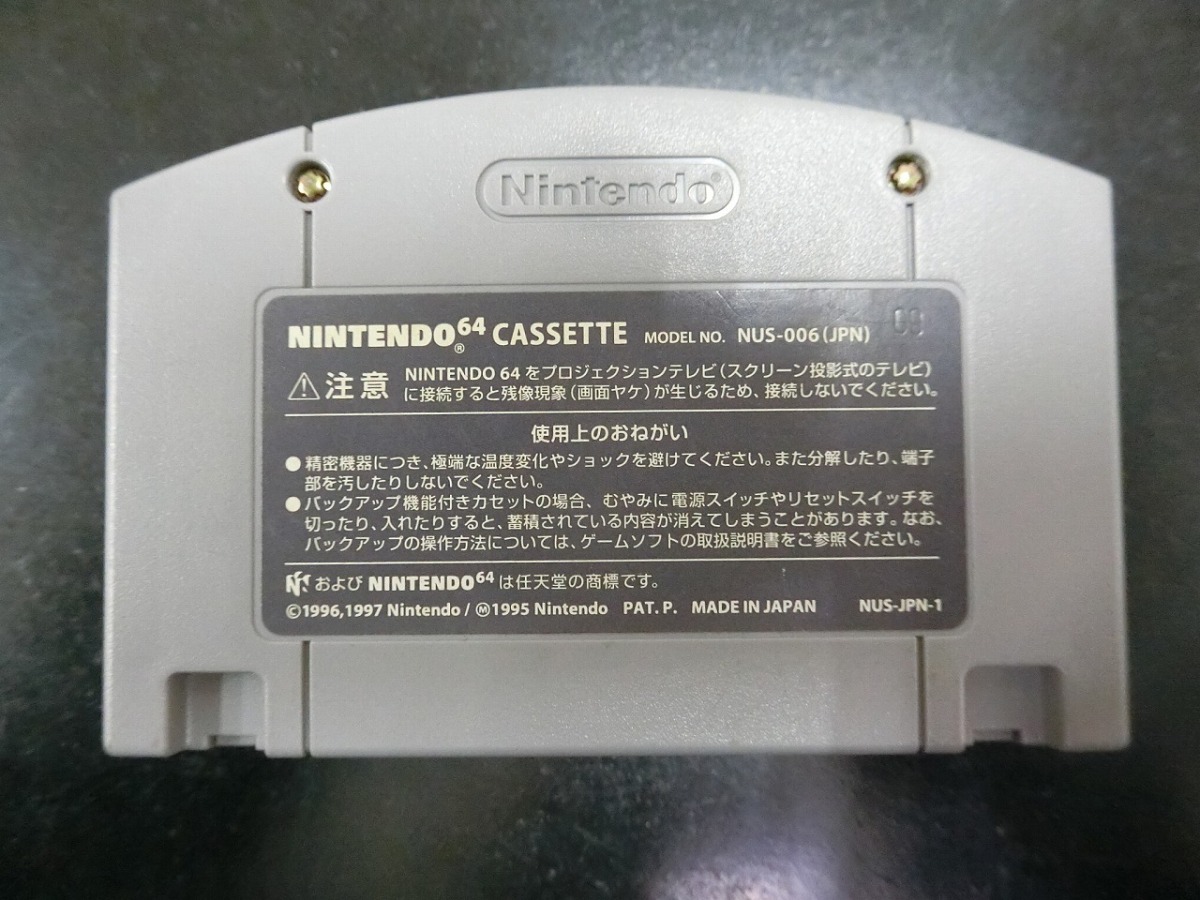 Nintendo®
NINTENDO64® CASSETTE MODEL NO. NUS-006(JPN)
⚠注意 NINTENDO 64 をプロジェクションテレビ(スクリーン投影式のテレビ)
に接続すると残像現象(画面ヤケ)が生じるため、接続しないでください。
使用上のおねがい
●精密機器につき、極端な温度変化やショックを避けてください。また分解したり、端子
部を汚したりしないでください。
●バックアップ機能付きカセットの場合、むやみに電源スイッチやリセットスイッチを
切ったり、入れたりすると、蓄積されている内容が消えてしまうことがあります。なお、
バックアップの操作方法については、ゲームソフトの取扱説明書をご参照ください。
および NINTENDO64 は任天堂の商標です。
©1996,1997 Nintendo / Ⓜ1995 Nintendo PAT. P. MADE IN JAPAN NUS-JPN-1